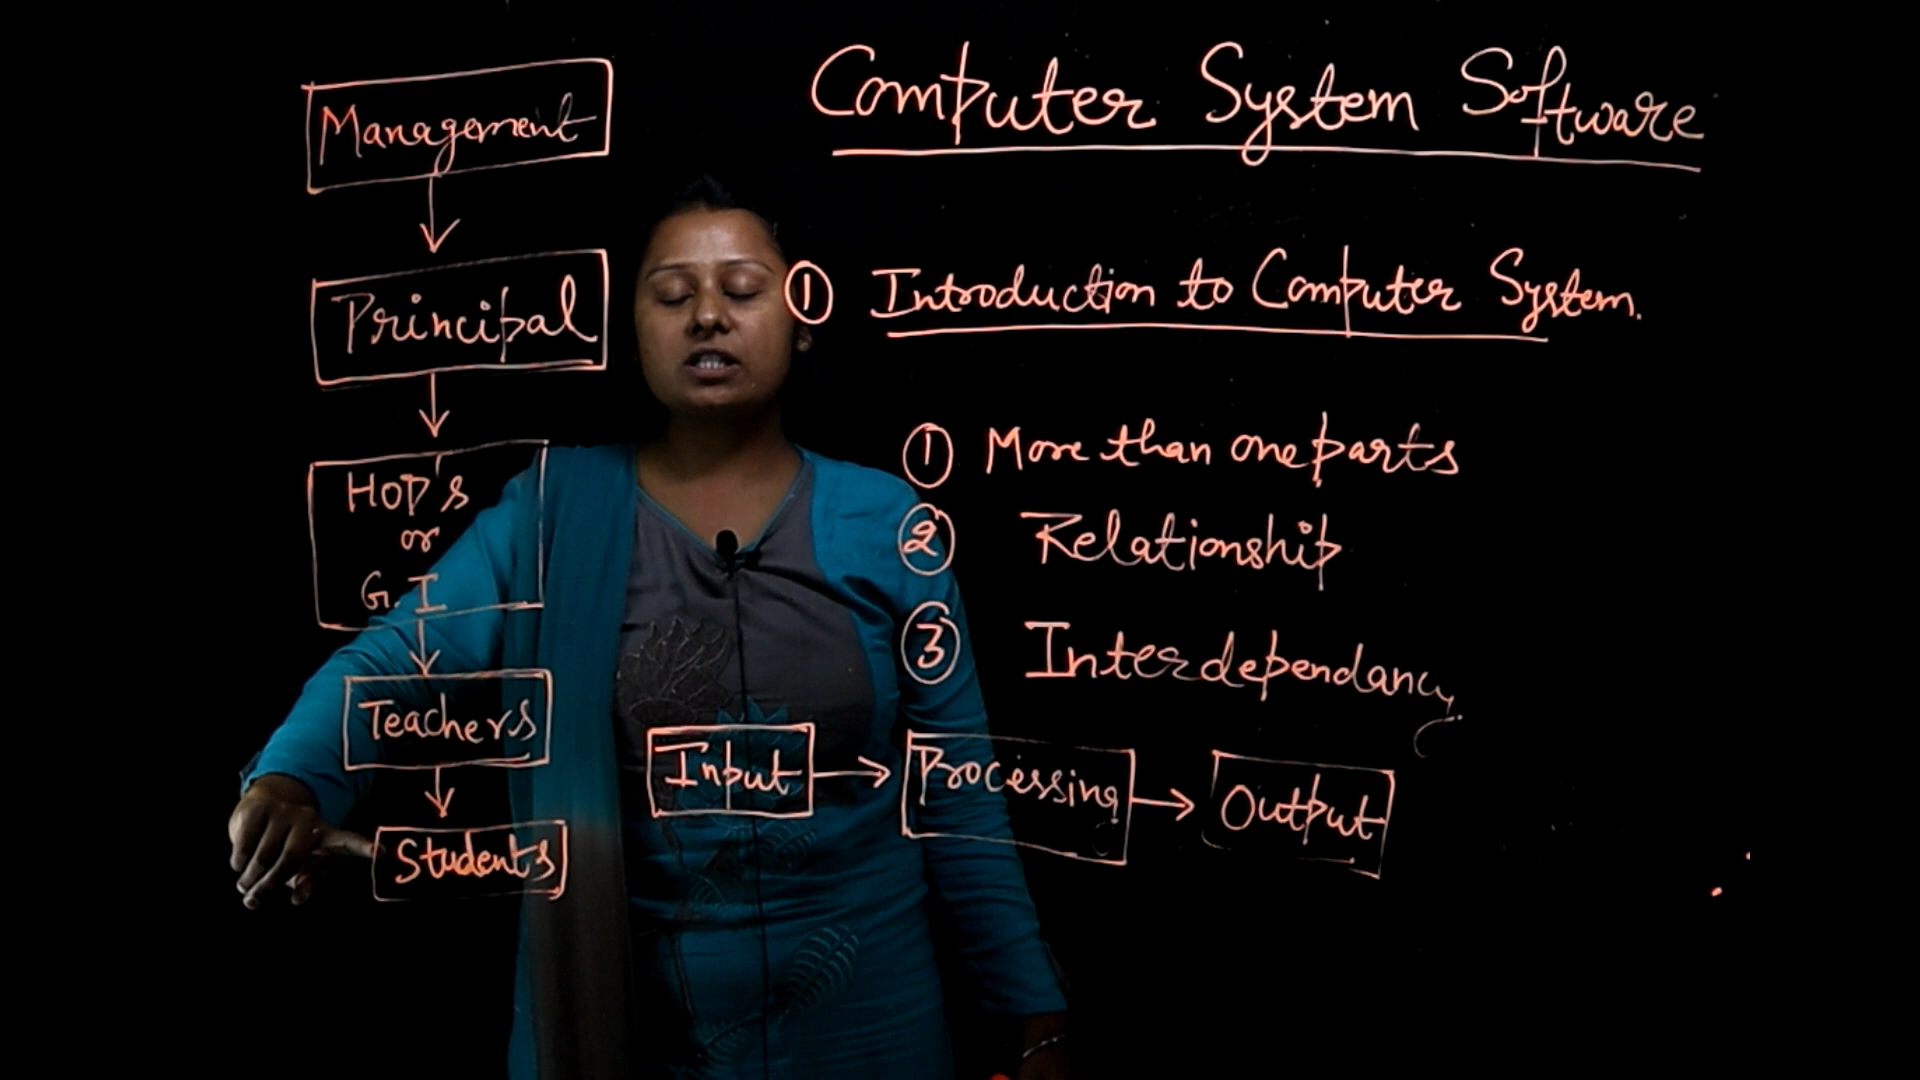 Computer System Software
① Introduction to Computer System.
① More than one parts
② Relationship
③ Interdependancy
Input → Processing → Output
Management
Principal
HOD's
or
G.I
Teachers
Students